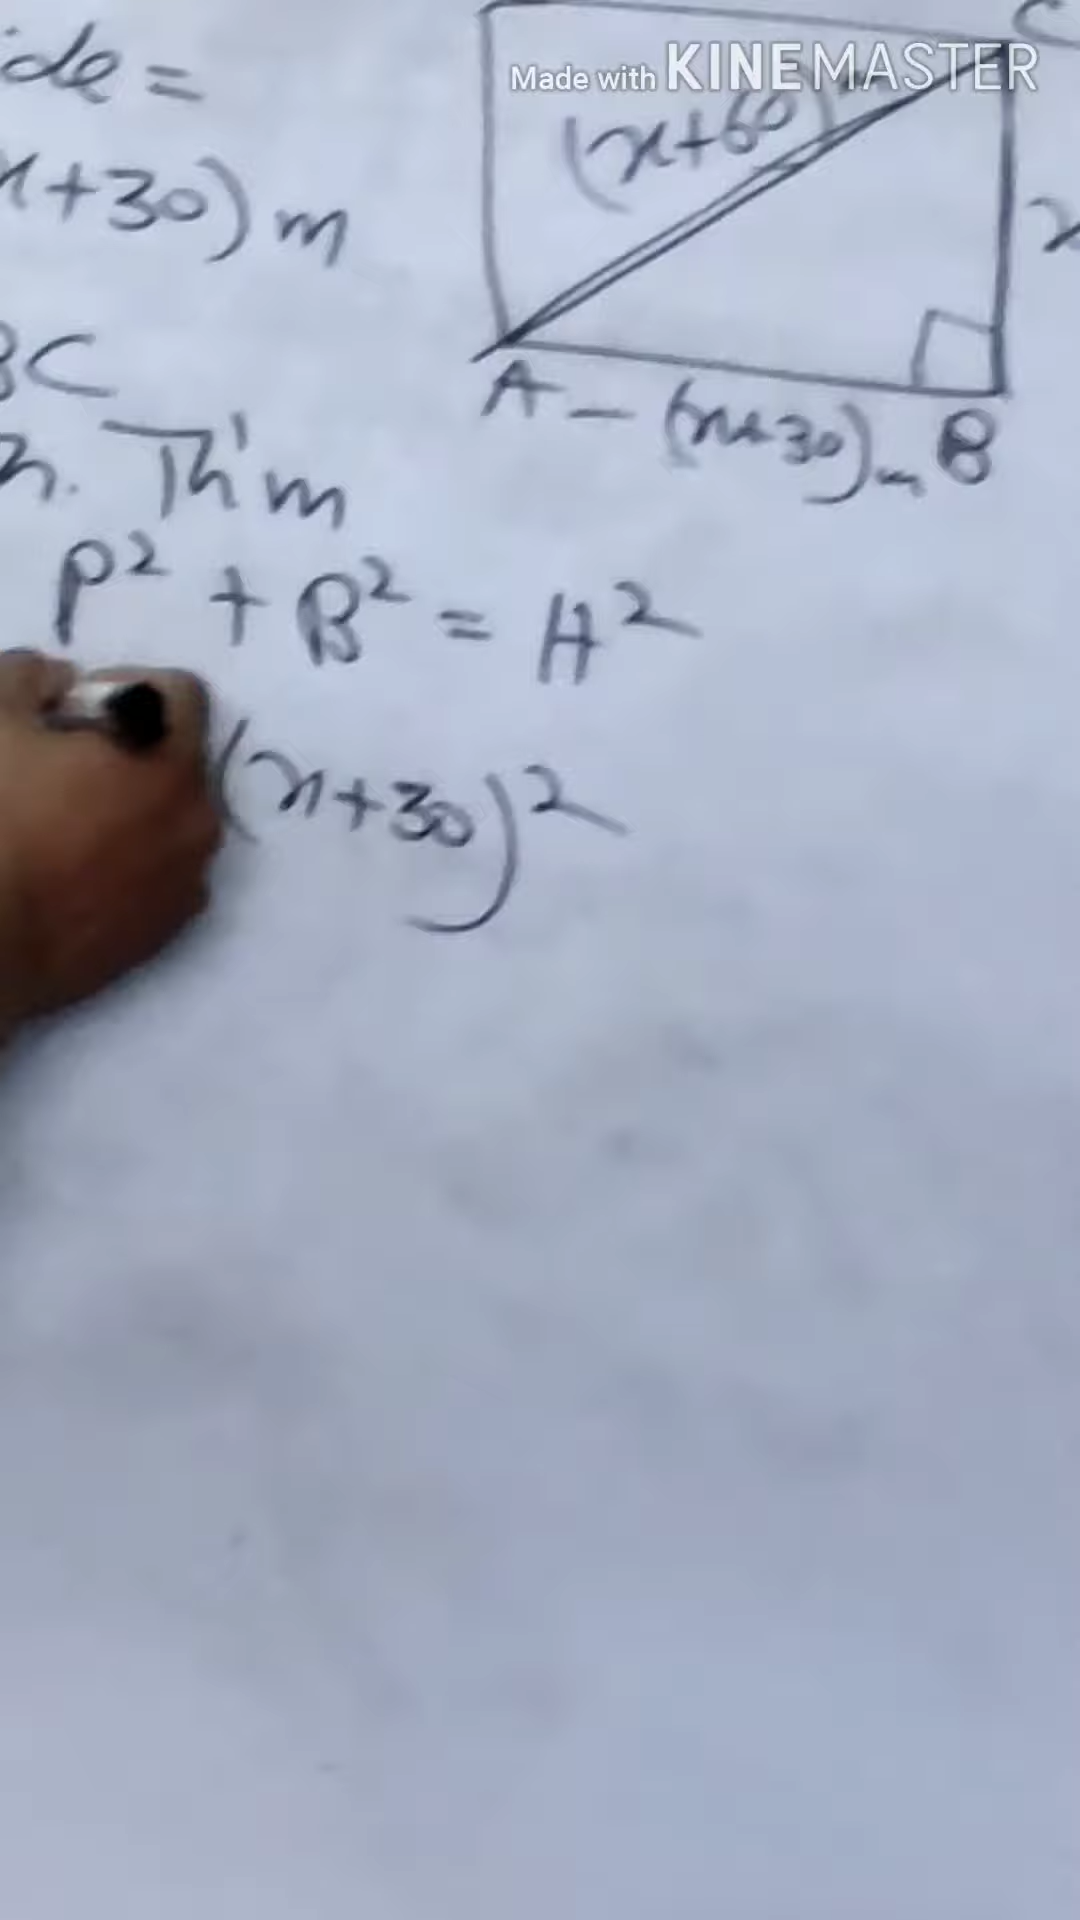 ide =
x+30) m
BC
n. Th'm
P² + B² = H²
(x+30)²
C
Made with KINEMASTER
(x+60)
x
A - (x+30) m B